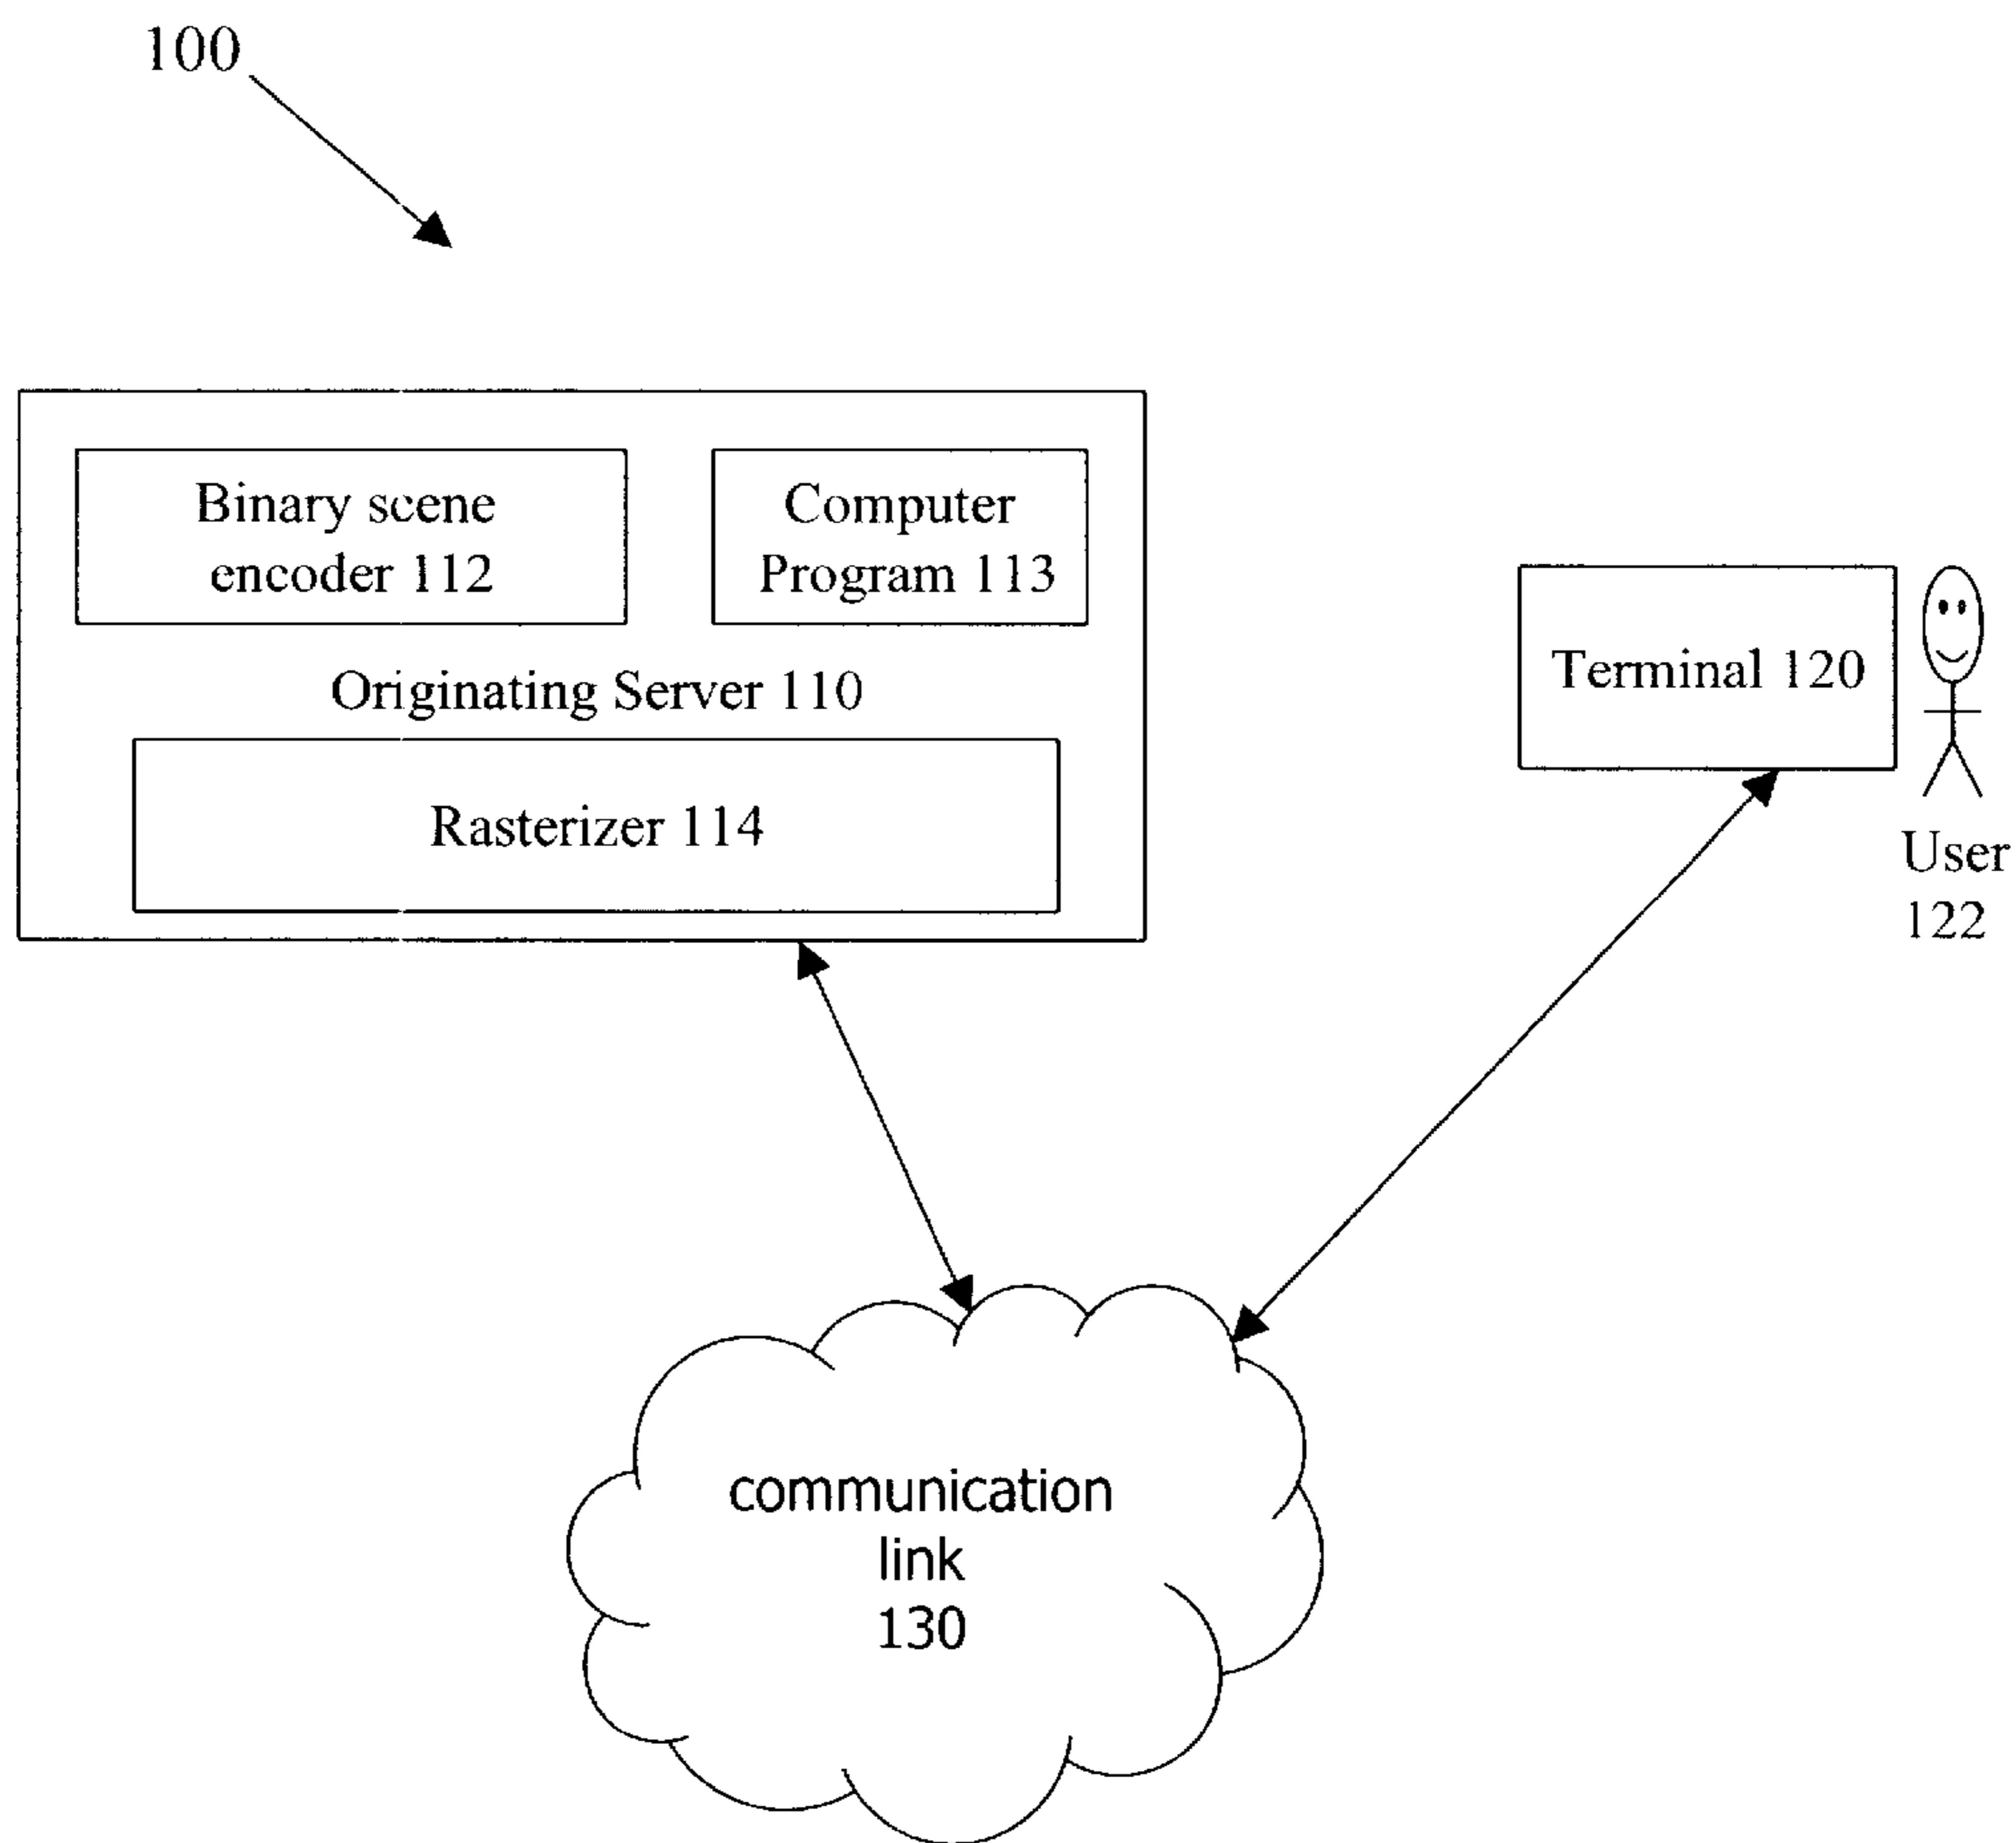 100
Binary scene
encoder 112
Computer
Program 113
Originating Server 110
Rasterizer 114
Terminal 120
User
122
communication
link
130